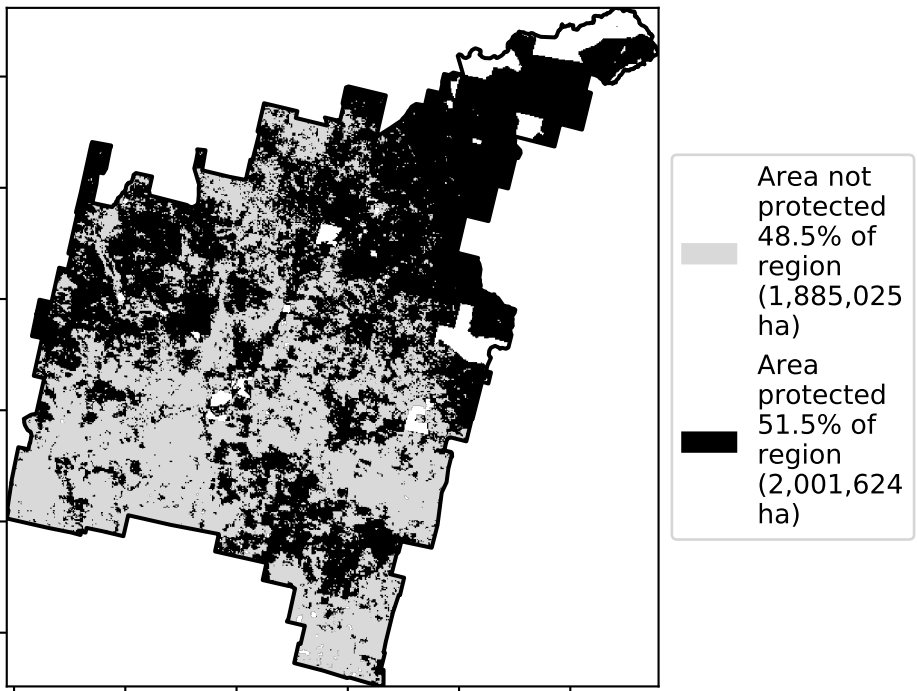 Area not
protected
48.5% of
region
(1,885,025
ha)
Area
protected
51.5% of
region
(2,001,624
ha)